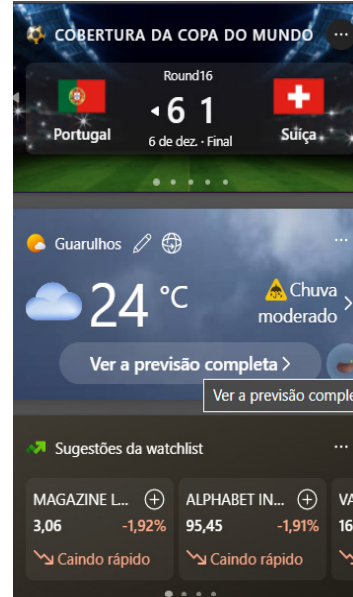 COBERTURA DA COPA DO MUNDO
Round16
6 1
Portugal
6 de dez. · Final
Suíça
Guarulhos
24 °C
Chuva
moderado
Ver a previsão completa >
Ver a previsão comple
Sugestões da watchlist
MAGAZINE L...
3,06 -1,92%
Caindo rápido
ALPHABET IN...
95,45 -1,91%
Caindo rápido
VA
16